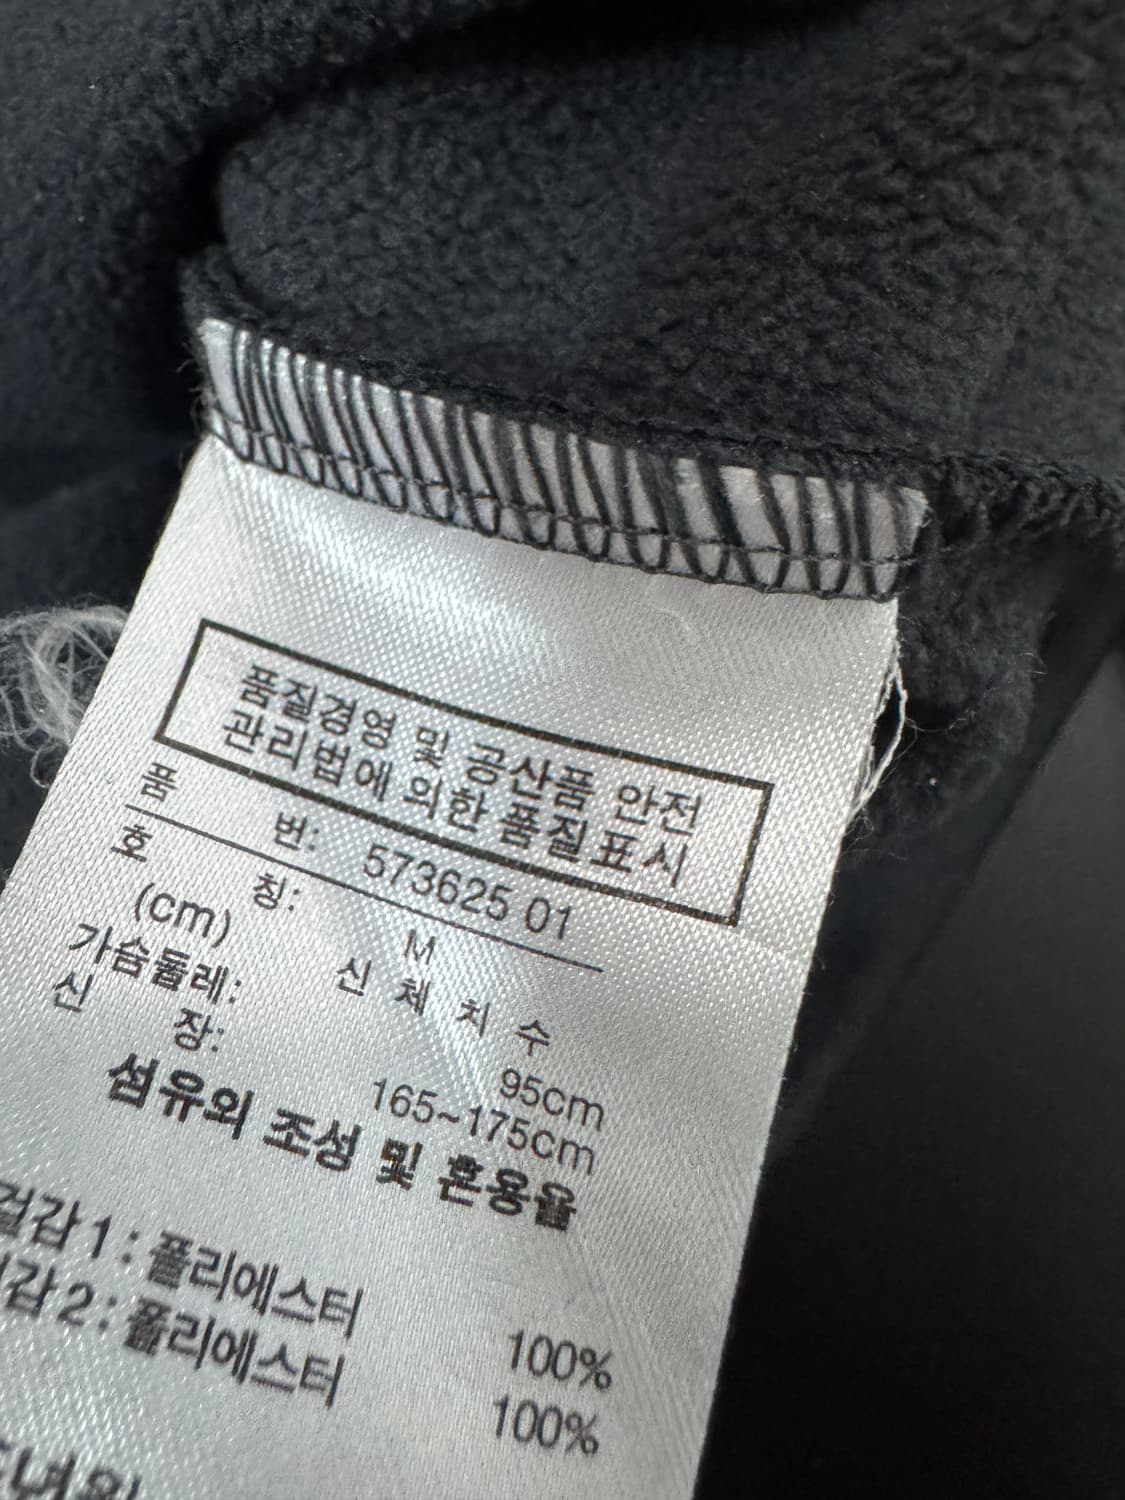 품질경영 및 공산품 안전
관리법에 의한 품질표시
품 번: 573625 01
호 칭: M
(cm) 신 체 치 수
가슴둘레: 95cm
신 장: 165~175cm
섬유의 조성 및 혼용율
겉감1: 폴리에스터 100%
겉감2: 폴리에스터 100%